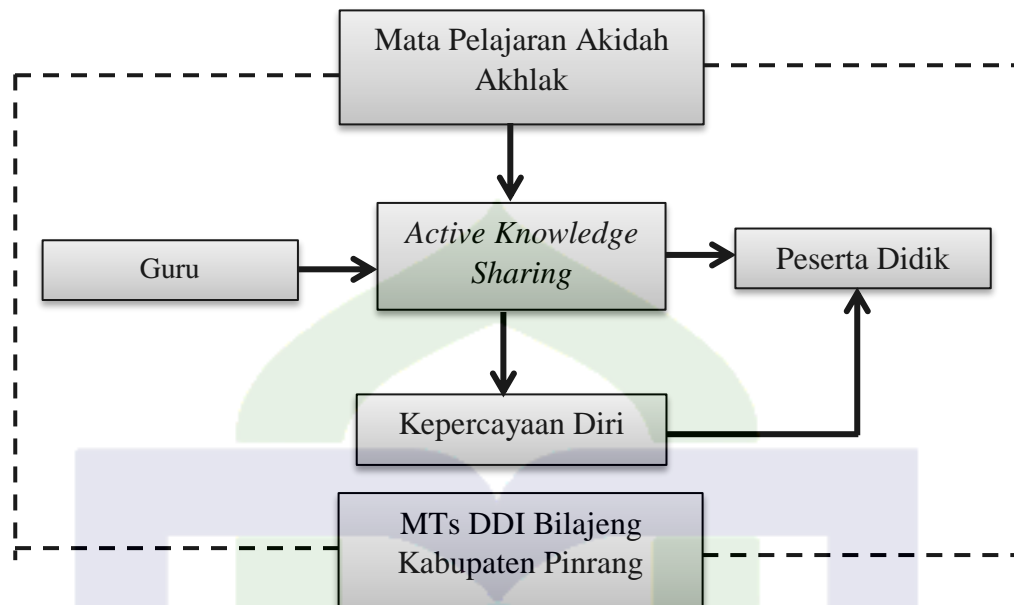 Mata Pelajaran Akidah
Akhlak
Guru
Active Knowledge
Sharing
Peserta Didik
Kepercayaan Diri
MTs DDI Bilajeng
Kabupaten Pinrang